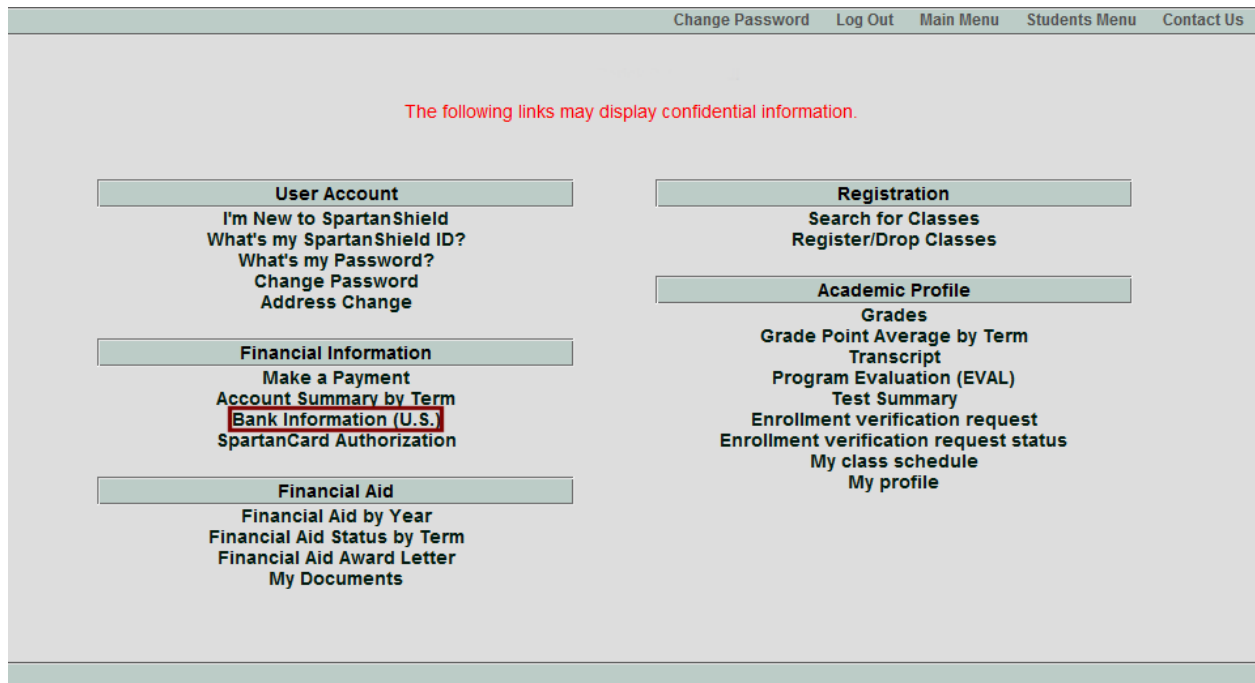 Change Password Log Out Main Menu Students Menu Contact Us
The following links may display confidential information.
User Account
I'm New to SpartanShield
What's my SpartanShield ID?
What's my Password?
Change Password
Address Change
Financial Information
Make a Payment
Account Summary by Term
Bank Information (U.S.)
SpartanCard Authorization
Financial Aid
Financial Aid by Year
Financial Aid Status by Term
Financial Aid Award Letter
My Documents
Registration
Search for Classes
Register/Drop Classes
Academic Profile
Grades
Grade Point Average by Term
Transcript
Program Evaluation (EVAL)
Test Summary
Enrollment verification request
Enrollment verification request status
My class schedule
My profile